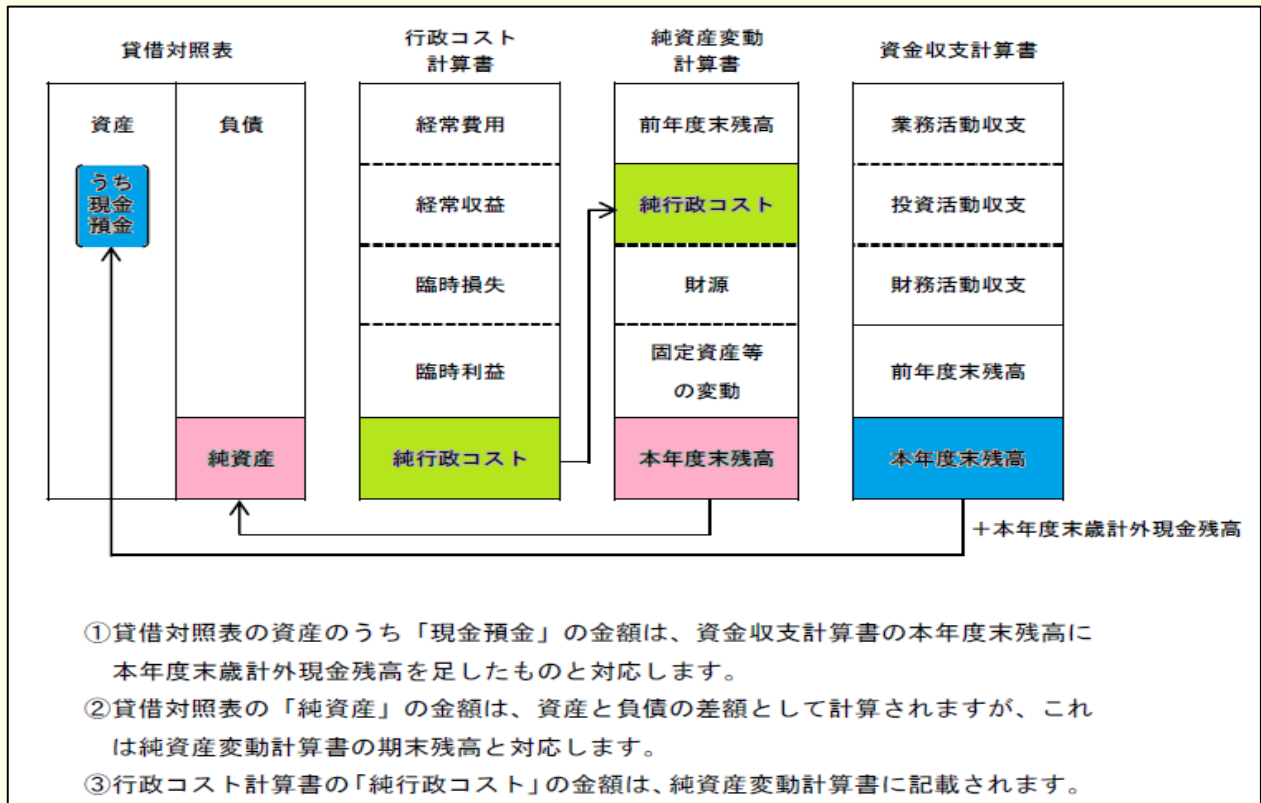 貸借対照表
行政コスト
計算書
純資産変動
計算書
資金収支計算書
資産
負債
うち
現金
預金
純資産
経常費用
経常収益
臨時損失
臨時利益
純行政コスト
前年度末残高
純行政コスト
財源
固定資産等
の変動
本年度末残高
業務活動収支
投資活動収支
財務活動収支
前年度末残高
本年度末残高
＋本年度末歳計外現金残高
①貸借対照表の資産のうち「現金預金」の金額は、資金収支計算書の本年度末残高に
本年度末歳計外現金残高を足したものと対応します。
②貸借対照表の「純資産」の金額は、資産と負債の差額として計算されますが、これ
は純資産変動計算書の期末残高と対応します。
③行政コスト計算書の「純行政コスト」の金額は、純資産変動計算書に記載されます。